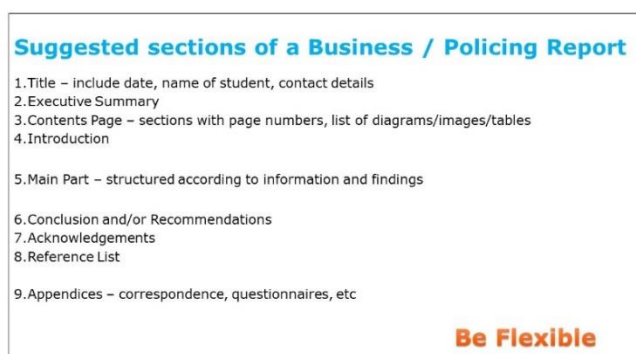 Suggested sections of a Business / Policing Report
1.Title – include date, name of student, contact details
2.Executive Summary
3.Contents Page – sections with page numbers, list of diagrams/images/tables
4.Introduction
5.Main Part – structured according to information and findings
6.Conclusion and/or Recommendations
7.Acknowledgements
8.Reference List
9.Appendices – correspondence, questionnaires, etc
Be Flexible